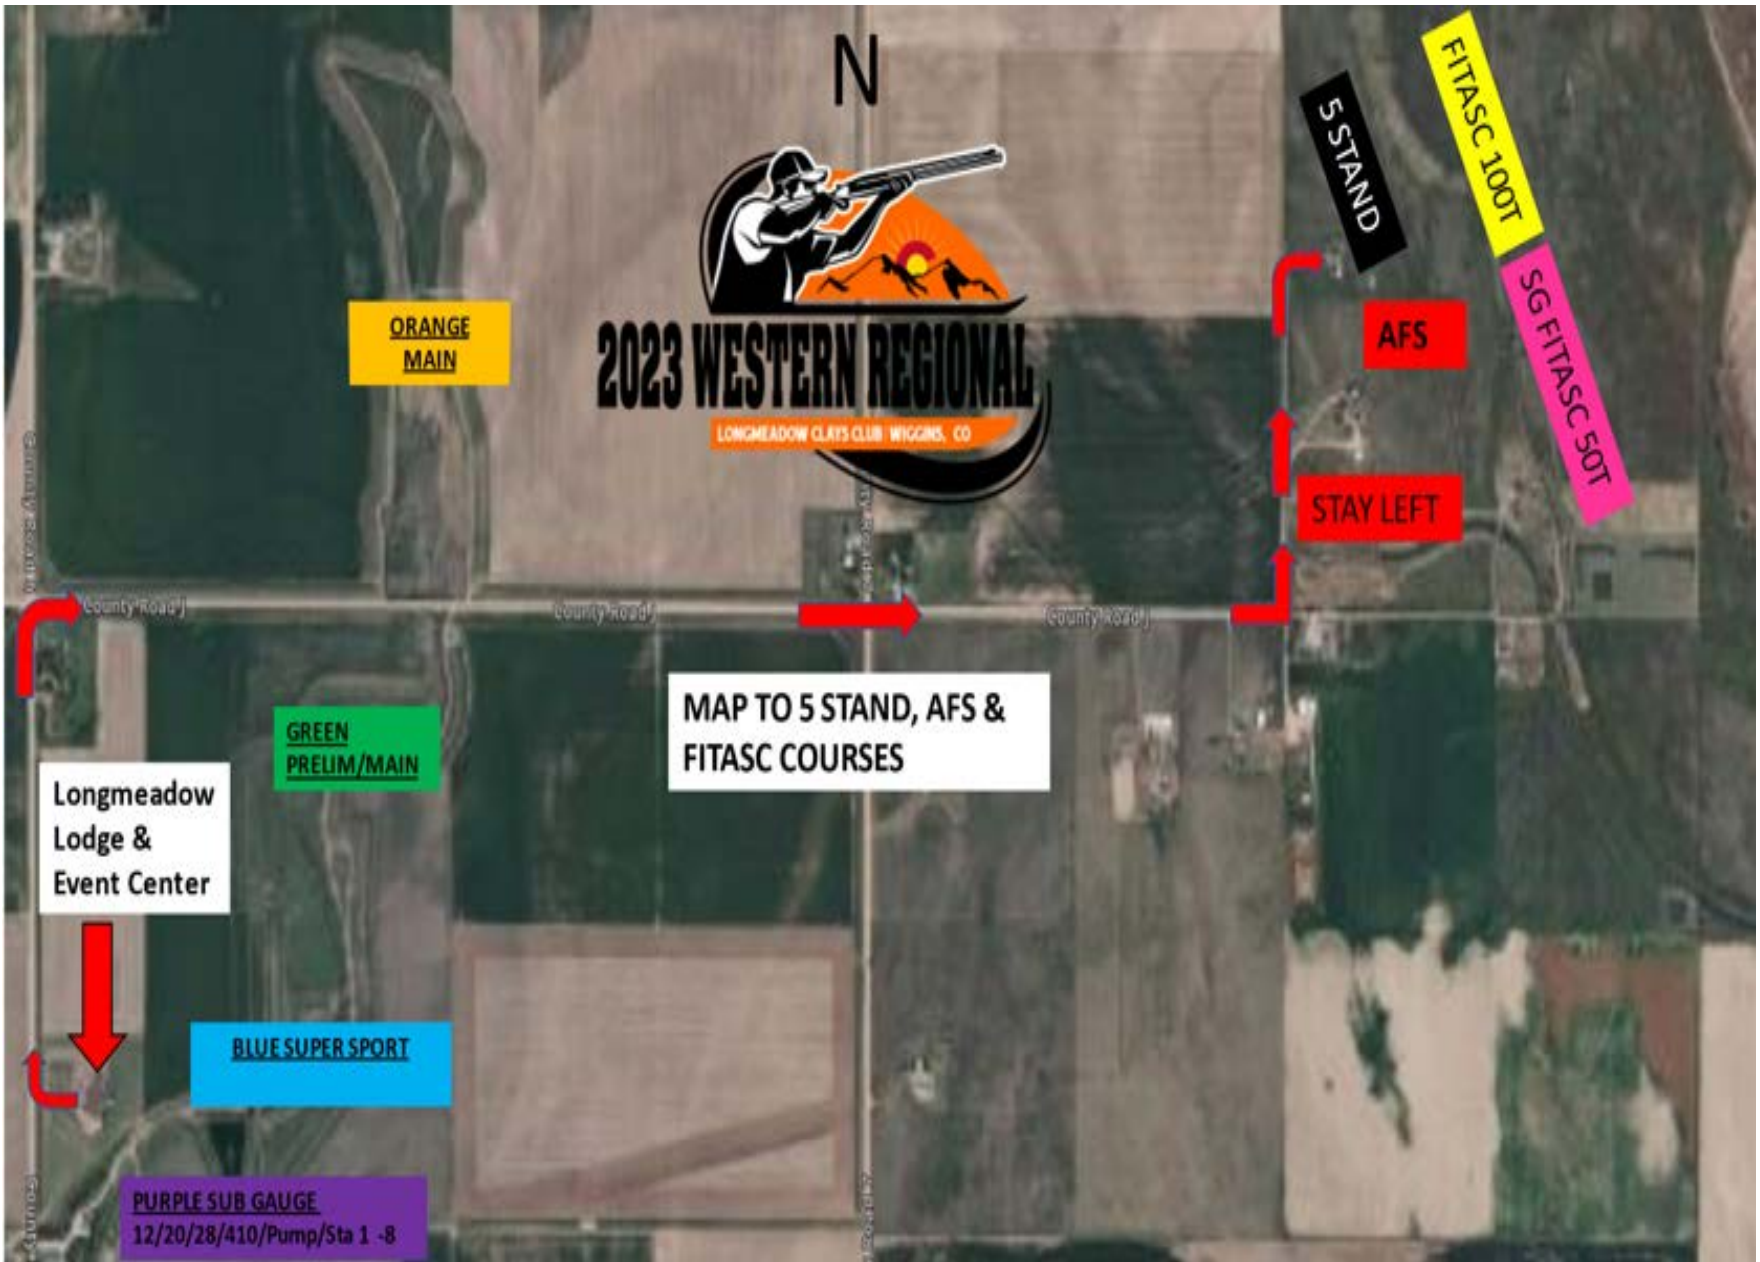 N
5 STAND
FITASC 100T
SG FITASC 50T
ORANGE
MAIN
AFS
2023 WESTERN REGIONAL
LONGMEADOW CLAYS CLUB WIGGINS, CO
STAY LEFT
County Road J
County Road J
County Road J
MAP TO 5 STAND, AFS &
FITASC COURSES
GREEN
PRELIM/MAIN
Longmeadow
Lodge &
Event Center
BLUE SUPER SPORT
PURPLE SUB GAUGE
12/20/28/410/Pump/Sta 1 -8
County